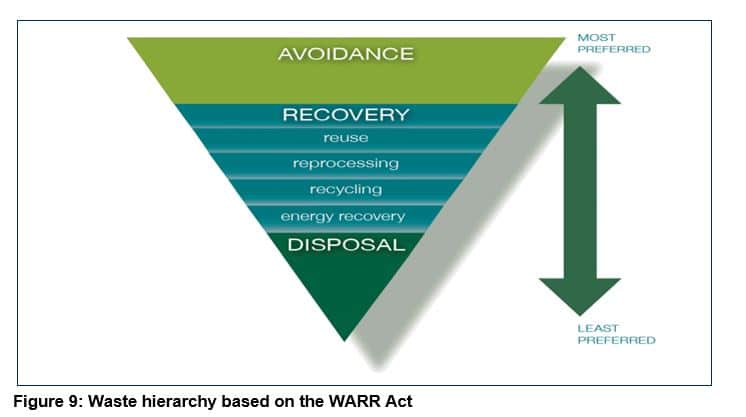 AVOIDANCE
MOST
PREFERRED
RECOVERY
reuse
reprocessing
recycling
energy recovery
DISPOSAL
LEAST
PREFERRED
Figure 9: Waste hierarchy based on the WARR Act